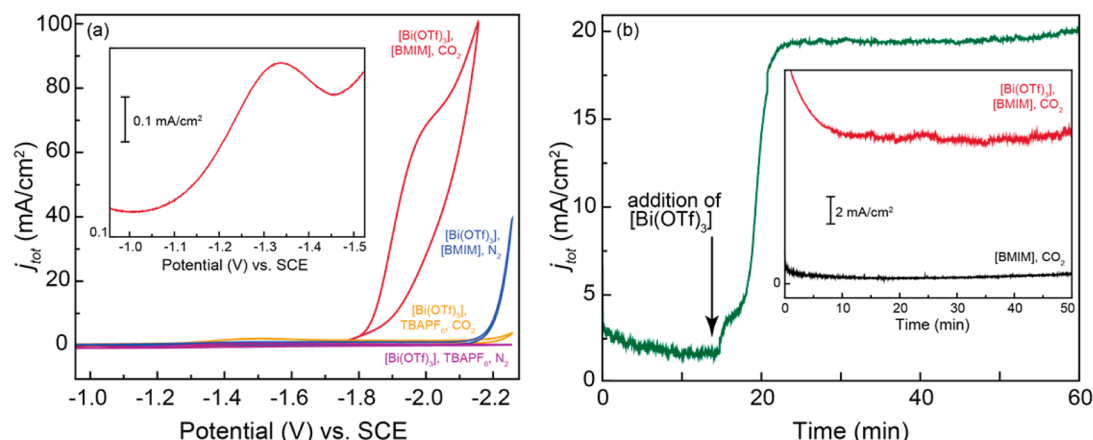 (a)
100
80
60
40
20
0
j_tot (mA/cm²)
[Bi(OTf)₃],
[BMIM], CO₂
0.1 mA/cm²
0.1
-1.0 -1.1 -1.2 -1.3 -1.4 -1.5
Potential (V) vs. SCE
[Bi(OTf)₃],
[BMIM], N₂
[Bi(OTf)₃],
TBAPF₆, CO₂
[Bi(OTf)₃], TBAPF₆, N₂
-1.0 -1.2 -1.4 -1.6 -1.8 -2.0 -2.2
Potential (V) vs. SCE
(b)
20
15
10
5
0
j_tot (mA/cm²)
addition of
[Bi(OTf)₃]
[Bi(OTf)₃],
[BMIM], CO₂
2 mA/cm²
[BMIM], CO₂
0
0 10 20 30 40 50
Time (min)
0 20 40 60
Time (min)